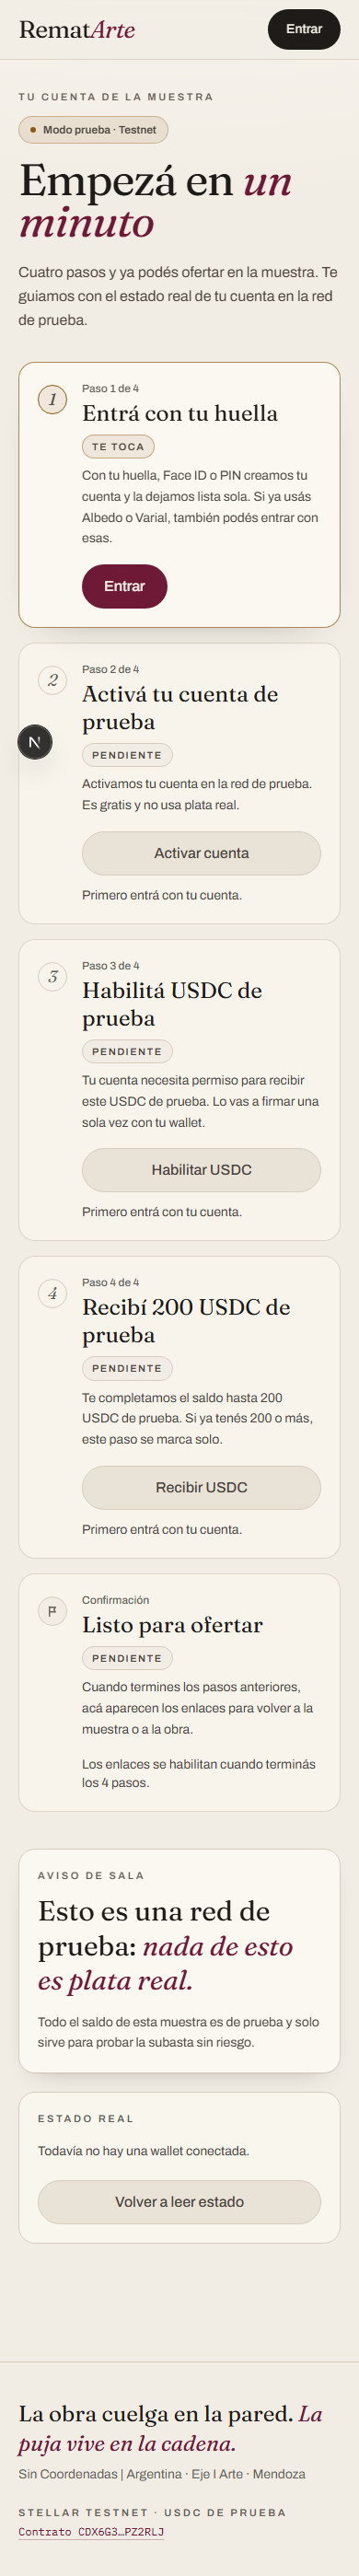 RematArte
Entrar
TU CUENTA DE LA MUESTRA
Modo prueba · Testnet
Empezá en un
minuto
Cuatro pasos y ya podés ofertar en la muestra. Te
guiamos con el estado real de tu cuenta en la red
de prueba.
1
Paso 1 de 4
Entrá con tu huella
TE TOCA
Con tu huella, Face ID o PIN creamos tu
cuenta y la dejamos lista sola. Si ya usás
Albedo o Varial, también podés entrar con
esas.
Entrar
2
Paso 2 de 4
Activá tu cuenta de
prueba
PENDIENTE
N
Activamos tu cuenta en la red de prueba.
Es gratis y no usa plata real.
Activar cuenta
Primero entrá con tu cuenta.
3
Paso 3 de 4
Habilitá USDC de
prueba
PENDIENTE
Tu cuenta necesita permiso para recibir
este USDC de prueba. Lo vas a firmar una
sola vez con tu wallet.
Habilitar USDC
Primero entrá con tu cuenta.
4
Paso 4 de 4
Recibí 200 USDC de
prueba
PENDIENTE
Te completamos el saldo hasta 200
USDC de prueba. Si ya tenés 200 o más,
este paso se marca solo.
Recibir USDC
Primero entrá con tu cuenta.
Confirmación
Listo para ofertar
PENDIENTE
Cuando termines los pasos anteriores,
acá aparecen los enlaces para volver a la
muestra o a la obra.
Los enlaces se habilitan cuando terminás
los 4 pasos.
AVISO DE SALA
Esto es una red de
prueba: nada de esto
es plata real.
Todo el saldo de esta muestra es de prueba y solo
sirve para probar la subasta sin riesgo.
ESTADO REAL
Todavía no hay una wallet conectada.
Volver a leer estado
La obra cuelga en la pared. La
puja vive en la cadena.
Sin Coordenadas | Argentina · Eje I Arte · Mendoza
STELLAR TESTNET · USDC DE PRUEBA
Contrato CDX6G3…PZ2RLJ